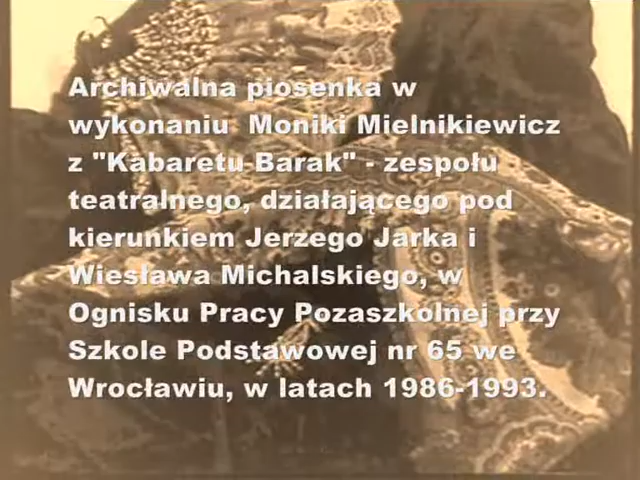 Archiwalna piosenka w
wykonaniu  Moniki Mielnikiewicz
z "Kabaretu Barak" - zespołu
teatralnego, działającego pod
kierunkiem Jerzego Jarka i
Wiesława Michalskiego, w
Ognisku Pracy Pozaszkolnej przy
Szkole Podstawowej nr 65 we
Wrocławiu, w latach 1986-1993.